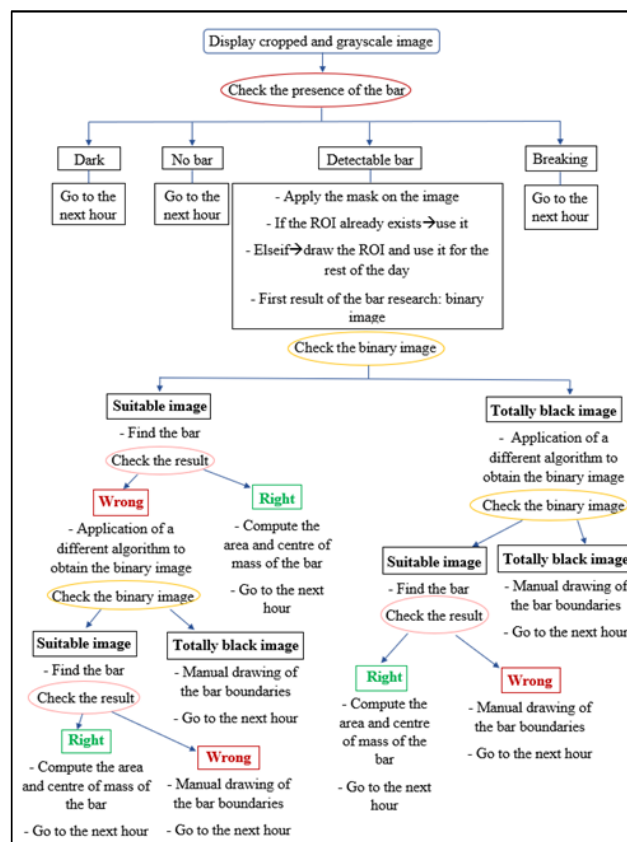 Display cropped and grayscale image
Check the presence of the bar
Dark
Go to the
next hour
No bar
Go to the
next hour
Detectable bar
- Apply the mask on the image
- If the ROI already exists→use it
- Elseif→draw the ROI and use it for the
rest of the day
- First result of the bar research: binary
image
Breaking
Go to the
next hour
Check the binary image
Suitable image
- Find the bar
Check the result
Wrong
- Application of a
different algorithm to
obtain the binary image
Check the binary image
Suitable image
- Find the bar
Check the result
Right
- Compute the area
and centre of mass of
the bar
- Go to the next hour
Wrong
- Manual drawing of
the bar boundaries
- Go to the next hour
Totally black image
- Manual drawing of
the bar boundaries
- Go to the next hour
Right
- Compute the
area and centre of
mass of the bar
- Go to the next
hour
Totally black image
- Application of a
different algorithm to
obtain the binary image
Check the binary image
Suitable image
- Find the bar
Check the result
Right
- Compute the
area and centre
of mass of the
bar
- Go to the next
hour
Wrong
- Manual drawing of
the bar boundaries
- Go to the next hour
Totally black image
- Manual drawing of
the bar boundaries
- Go to the next hour